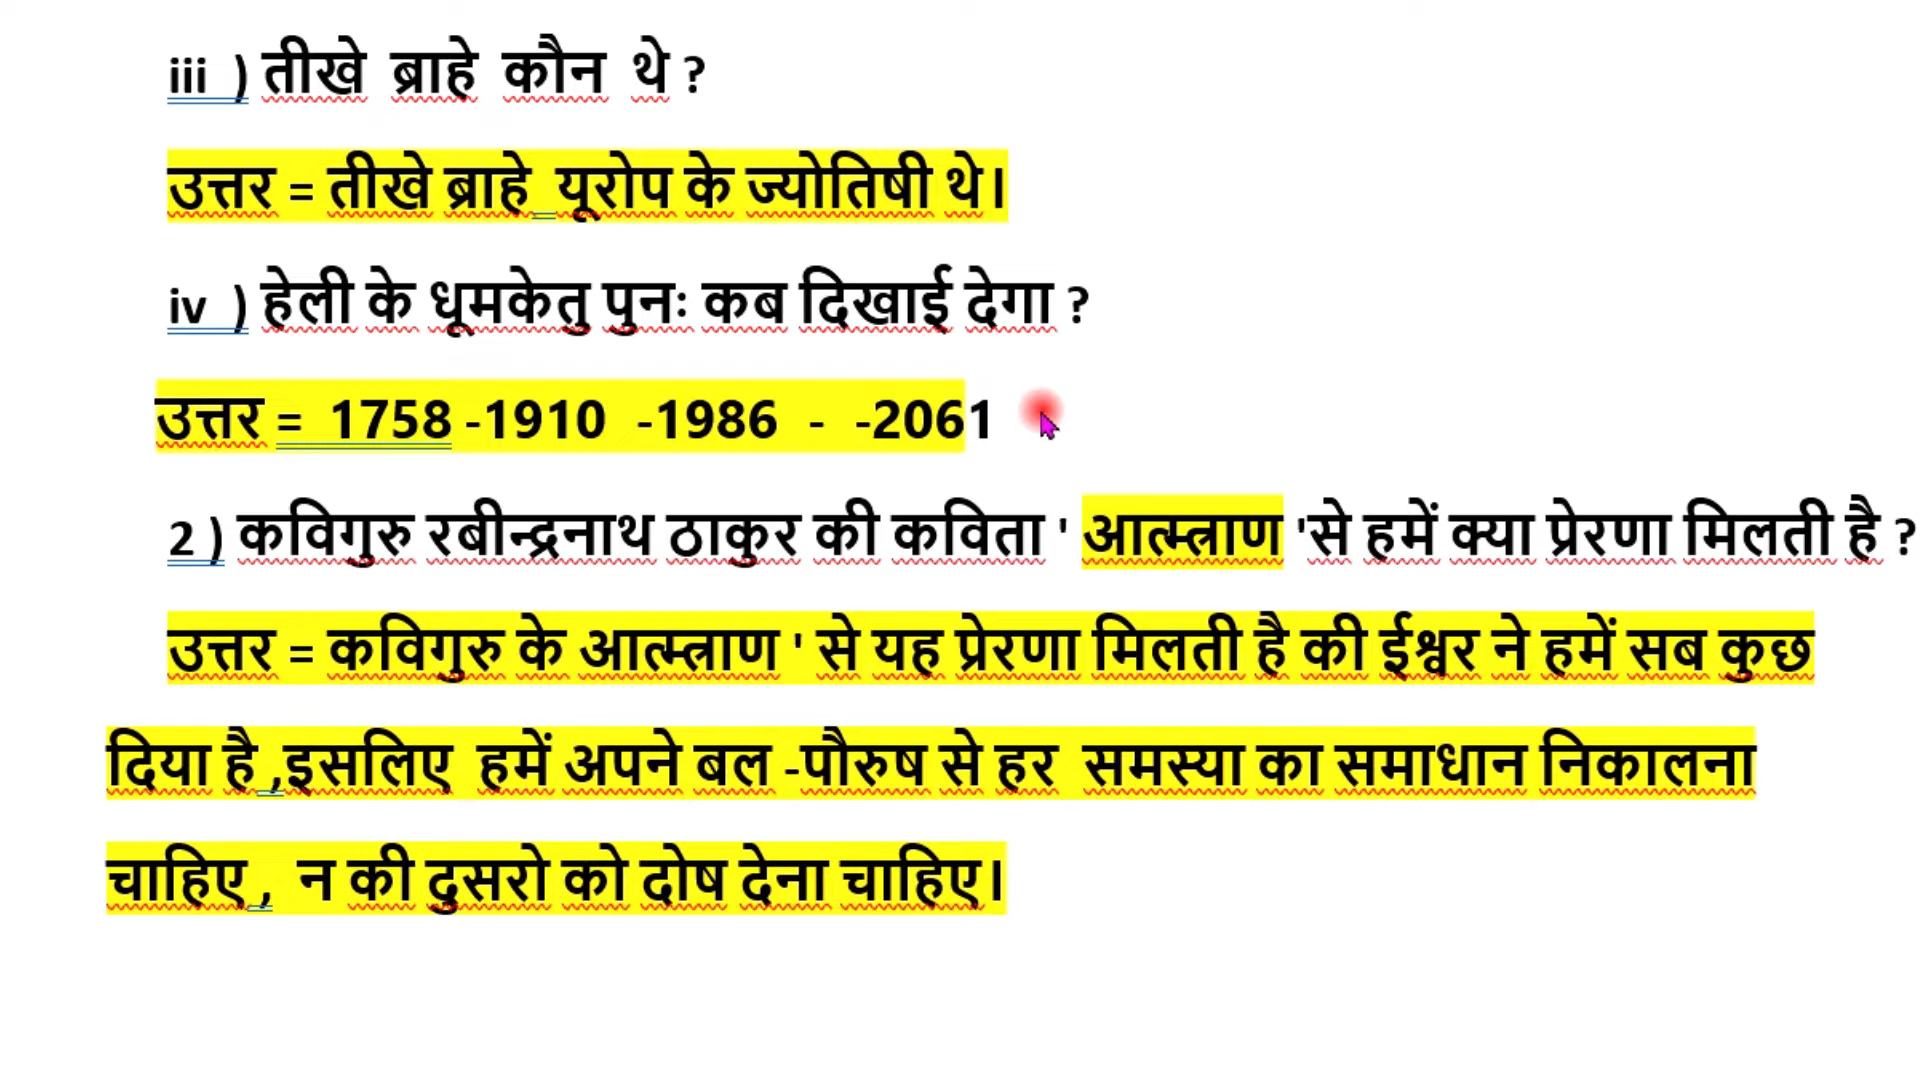 iii ) तीखे ब्राहे कौन थे ?
उत्तर = तीखे ब्राहे यूरोप के ज्योतिषी थे।
iv ) हेली के धूमकेतु पुनः कब दिखाई देगा ?
उत्तर = 1758 -1910 -1986 - -2061
2 ) कविगुरु रबीन्द्रनाथ ठाकुर की कविता ' आत्म्त्राण 'से हमें क्या प्रेरणा मिलती है ?
उत्तर = कविगुरु के आत्म्त्राण ' से यह प्रेरणा मिलती है की ईश्वर ने हमें सब कुछ
दिया है ,इसलिए हमें अपने बल -पौरुष से हर समस्या का समाधान निकालना
चाहिए , न की दुसरो को दोष देना चाहिए।